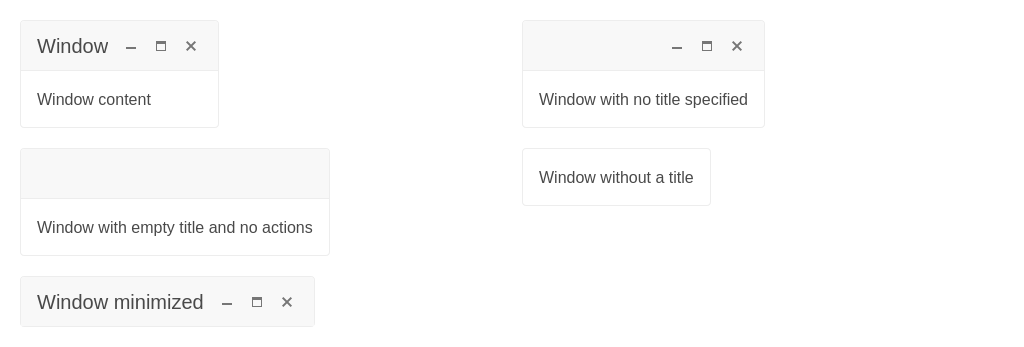 Window
Window content
Window with no title specified
Window with empty title and no actions
Window without a title
Window minimized